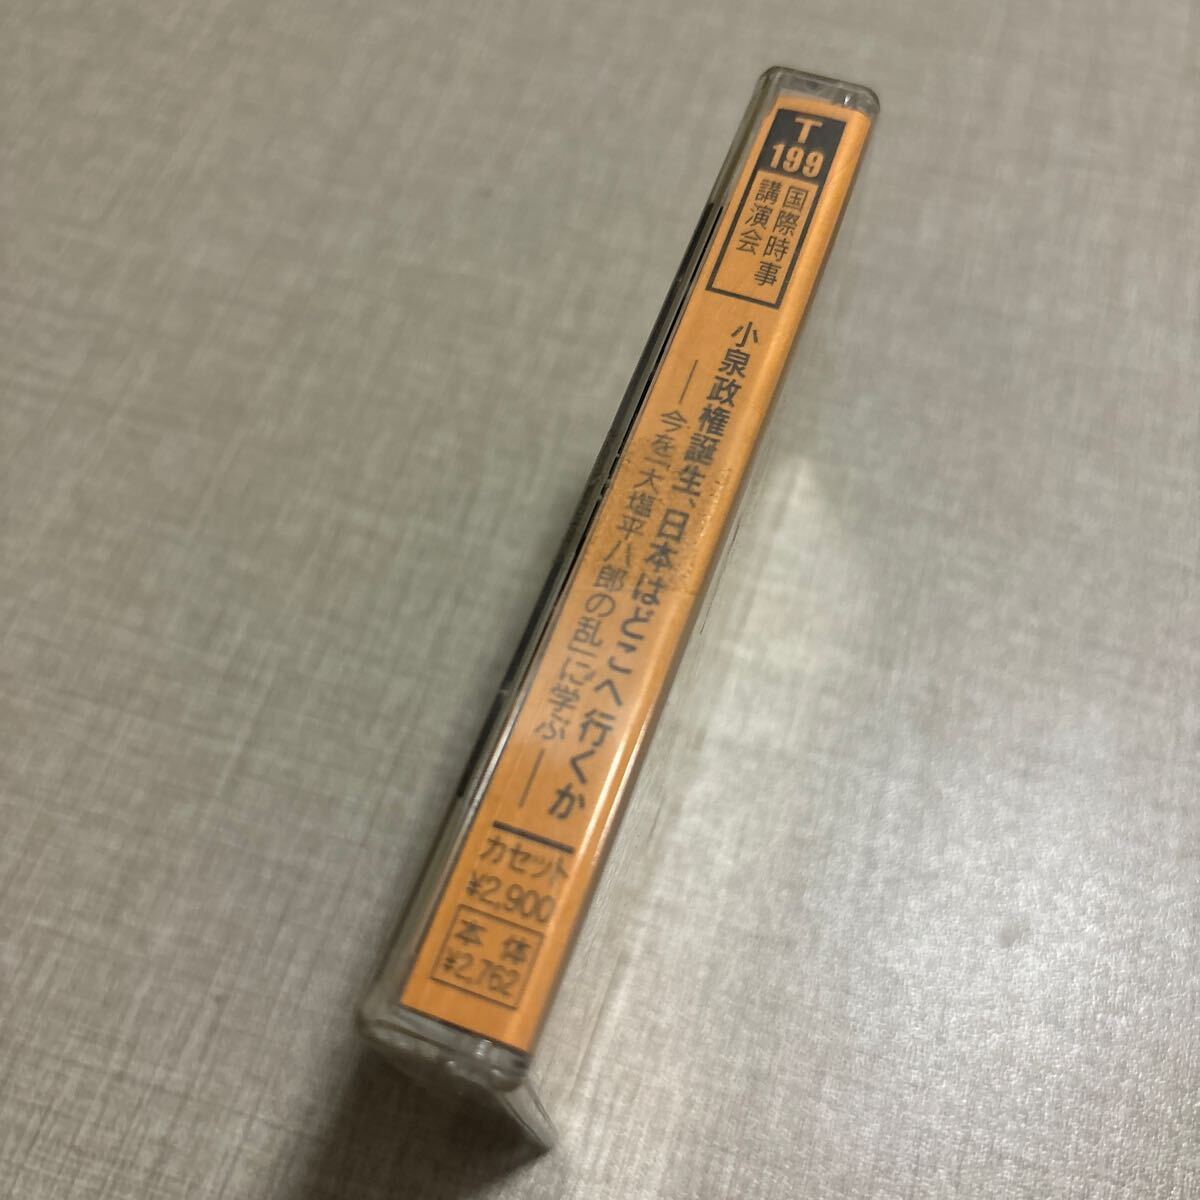 T
199
国際時事
講演会
小泉政権誕生、日本はどこへ行くか
──今を「大塩平八郎の乱」に学ぶ──
カセット
¥2,900
本体
¥2,762